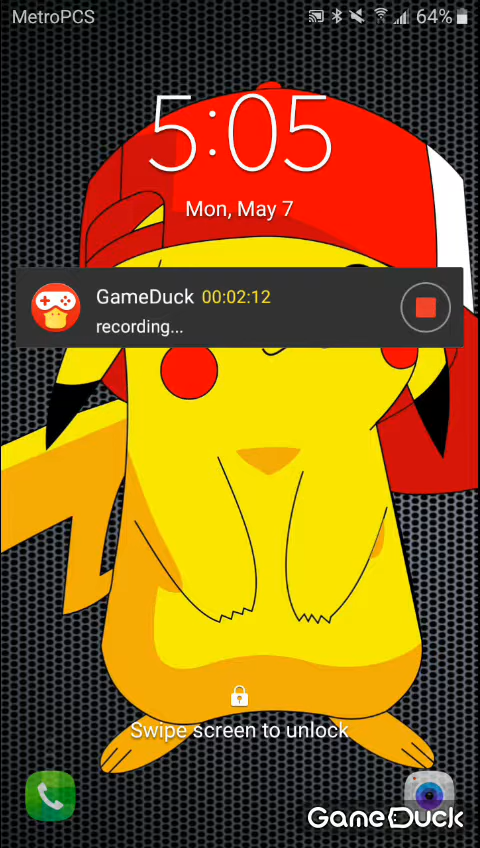 MetroPCS 64%
5:05
Mon, May 7
GameDuck 00:02:12
recording...
Swipe screen to unlock
GameDuck